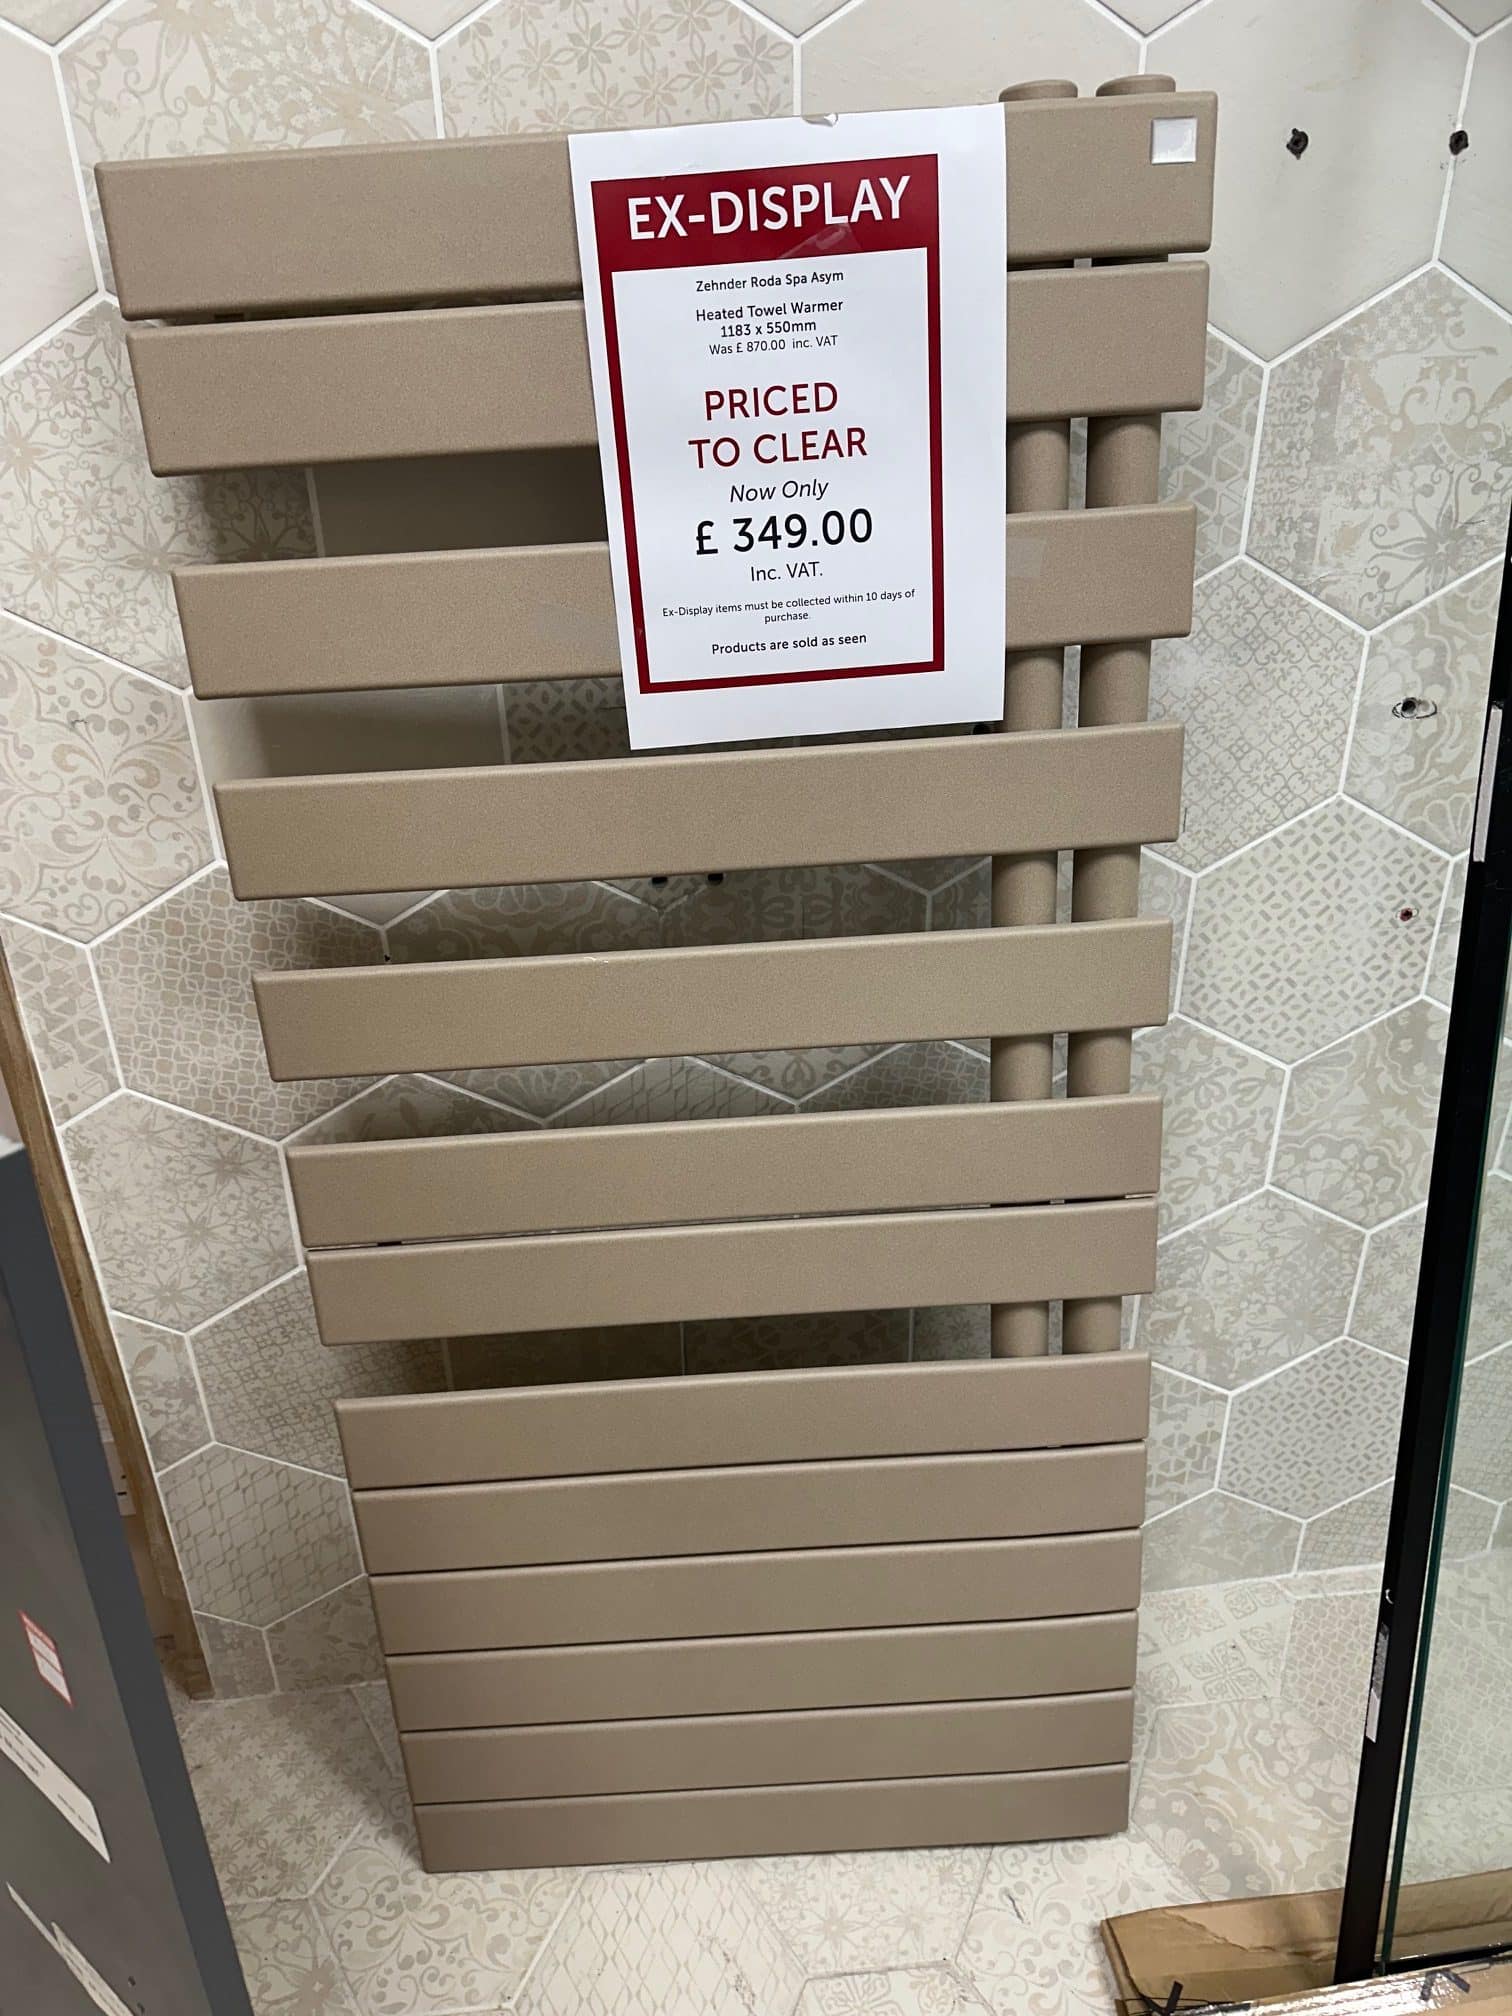 EX-DISPLAY
Zehnder Roda Spa Asym
Heated Towel Warmer
1183 x 550mm
Was £ 870.00 inc. VAT
PRICED
TO CLEAR
Now Only
£ 349.00
Inc. VAT.
Ex-Display items must be collected within 10 days of
purchase.
Products are sold as seen